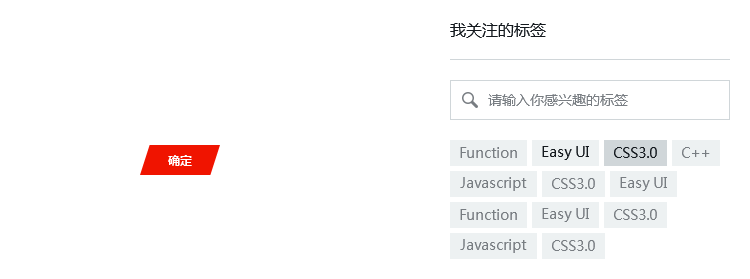 我关注的标签
请输入你感兴趣的标签
确定
Function Easy UI CSS3.0 C++
Javascript CSS3.0 Easy UI
Function Easy UI CSS3.0
Javascript CSS3.0